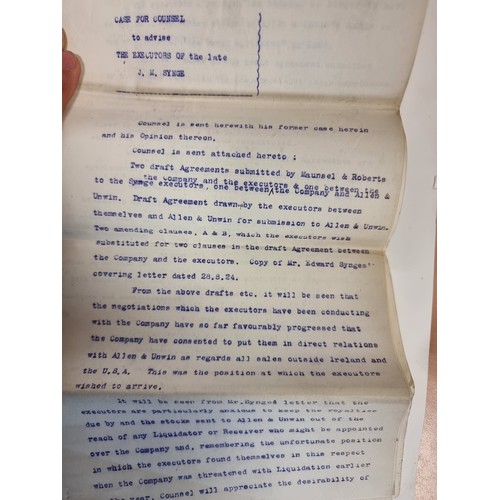 CASE FOR COUNSEL
to advise
THE EXECUTORS OF the late
J. M. SYNGE
Counsel is sent herewith his former case herein
and his Opinion thereon.
Counsel is sent attached hereto ;
Two draft Agreements submitted by Maunsel & Roberts
the Company and the executors & one between the
to the Synge executors, one between the Company and Allen &
Unwin. Draft Agreement drawn by the executors between
themselves and Allen & Unwin for submission to Allen & Unwin.
Two amending clauses, A & B, which the executors wish
substituted for two clauses in the draft Agreement between
the Company and the executors. Copy of Mr. Edward Synges'
covering letter dated 28.8.24.
From the above drafts etc. it will be seen that
the negotiations which the executors have been conducting
with the Company have so far favourably progressed that
the Company have consented to put them in direct relations
with Allen & Unwin as regards all sales outside Ireland and
the U.S.A. This was the position at which the executors
wished to arrive.
It will be seen from Mr. Synges letter that the
executors are particularly anxious to keep the royalties
due by and the stocks sent to Allen & Unwin out of the
reach of any Liquidator or Receiver who might be appointed
over the Company and, remembering the unfortunate position
in which the executors found themselves in this respect
when the Company was threatened with Liquidation earlier
the year, Counsel will appreciate the desirability of